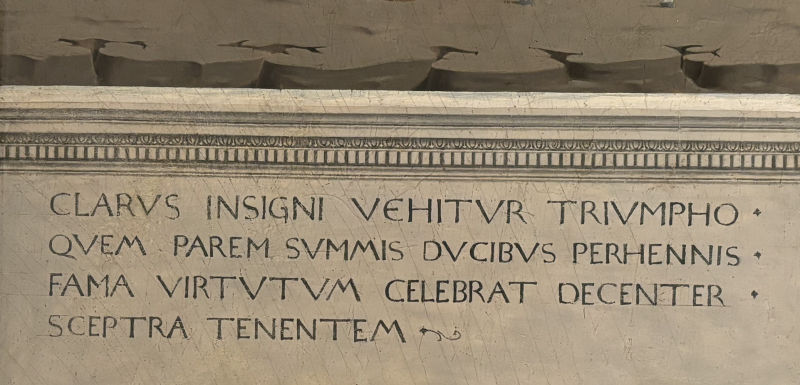 CLARVS INSIGNI VEHITVR TRIVMPHO ·
QVEM PAREM SVMMIS DVCIBVS PERHENNIS ·
FAMA VIRTVTVM CELEBRAT DECENTER ·
SCEPTRA TENENTEM